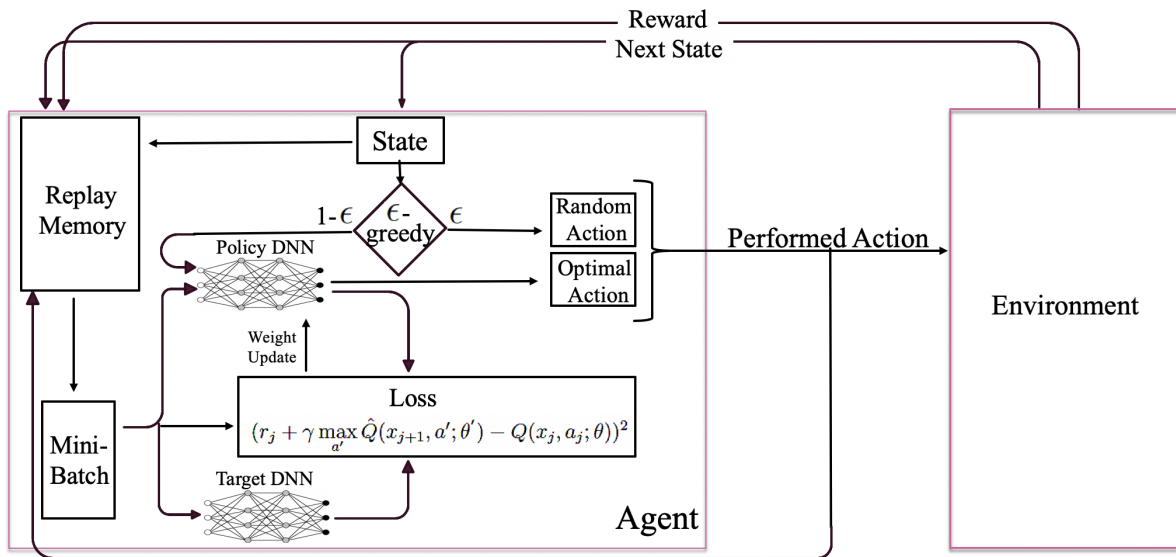 Reward
Next State
Replay
Memory
State
1-ϵ
ϵ-
greedy
ϵ
Random
Action
Optimal
Action
Performed Action
Environment
Policy DNN
Weight
Update
Loss
(r_j + γ max_{a'} Q̂(x_{j+1}, a'; θ') − Q(x_j, a_j; θ))²
Mini-
Batch
Target DNN
Agent